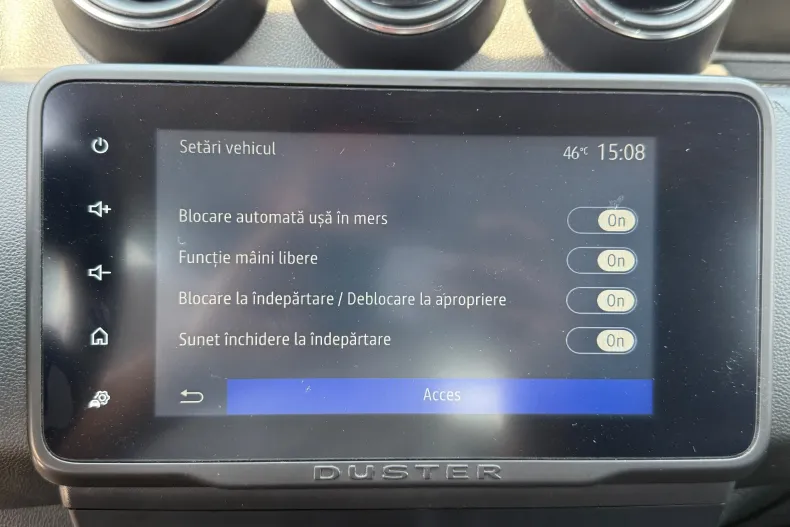 Setări vehicul 46°C 15:08
Blocare automată ușă în mers On
Funcție mâini libere On
Blocare la îndepărtare / Deblocare la apropriere On
Sunet închidere la îndepărtare On
Acces
DUSTER